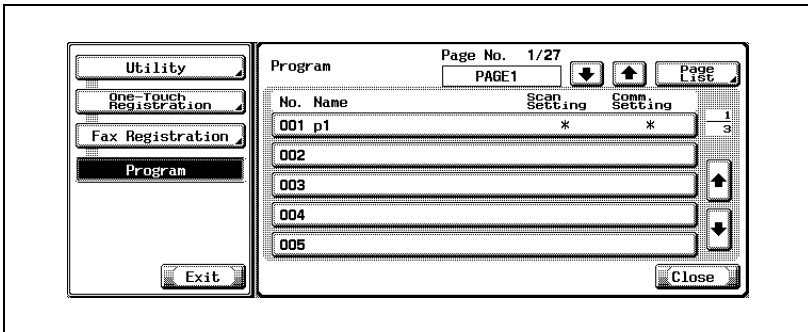 Utility
One-Touch
Registration
Fax Registration
Program
Exit
Program
Page No. 1/27
PAGE1
Page
List
No. Name
Scan
Setting
Comm.
Setting
001 p1 * *
1
3
002
003
004
005
Close